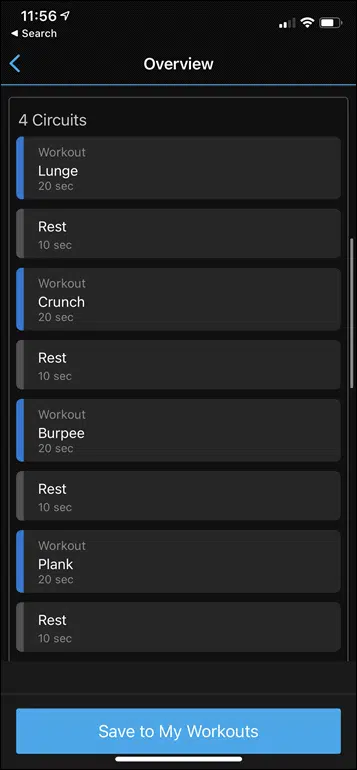 11:56
Search
Overview
4 Circuits
Workout
Lunge
20 sec
Rest
10 sec
Workout
Crunch
20 sec
Rest
10 sec
Workout
Burpee
20 sec
Rest
10 sec
Workout
Plank
20 sec
Rest
10 sec
Save to My Workouts